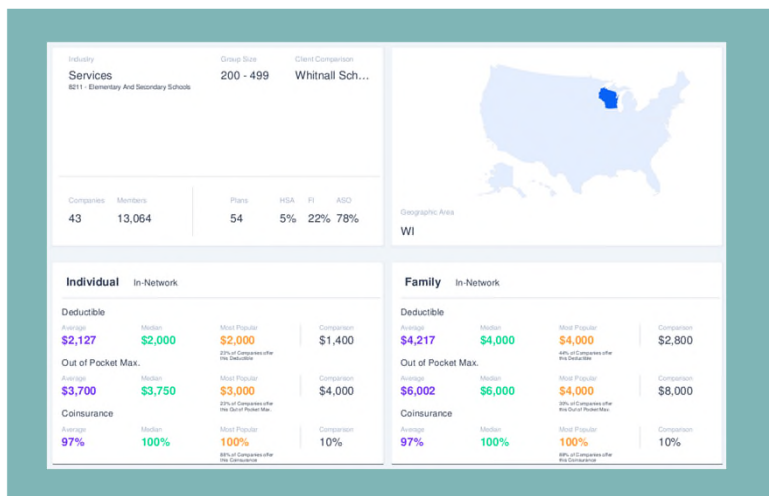 Industry
Group Size
Client Comparison
Services
200 - 499
Whitnall Sch...
8211 - Elementary And Secondary Schools
Companies
Members
Plans
HSA
FI
ASO
43
13,064
54
5%
22%
78%
Geographic Area
WI
Individual In-Network
Deductible
Average
Median
Most Popular
Comparison
$2,127
$2,000
$2,000
$1,400
23% of Companies offer
this Deductible
Out of Pocket Max.
Average
Median
Most Popular
Comparison
$3,700
$3,750
$3,000
$4,000
23% of Companies offer
this Out of Pocket Max.
Coinsurance
Average
Median
Most Popular
Comparison
97%
100%
100%
10%
of Companies offer
this Coinsurance
Family In-Network
Deductible
Average
Median
Most Popular
Comparison
$4,217
$4,000
$4,000
$2,800
of Companies offer
this Deductible
Out of Pocket Max.
Average
Median
Most Popular
Comparison
$6,002
$6,000
$4,000
$8,000
of Companies offer
this Out of Pocket Max.
Coinsurance
Average
Median
Most Popular
Comparison
97%
100%
100%
10%
of Companies offer
this Coinsurance